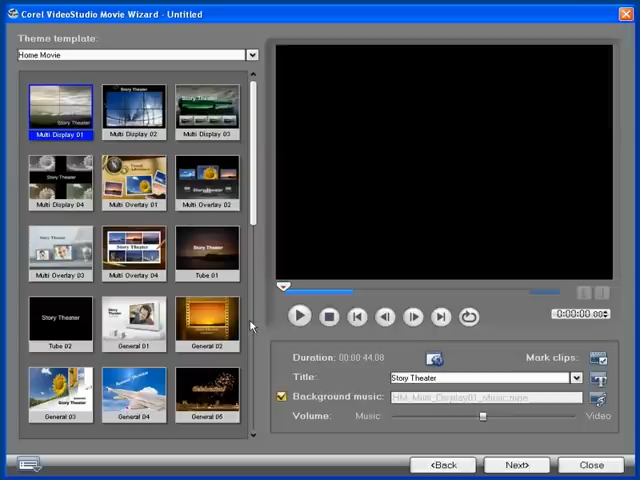 Corel VideoStudio Movie Wizard - Untitled
Theme template:
Home Movie
Story Theater
Story Theater
Story Theater
Multi Display 01
Multi Display 02
Multi Display 03
Story Theater
Multi Display 04
Multi Overlay 01
Multi Overlay 02
Story Theater
Story Theater
Multi Overlay 03
Multi Overlay 04
Tube 01
Story Theater
Tube 02
General 01
General 02
General 03
General 04
General 05
0:00:00.00
Duration: 00:00:44.08
Mark clips:
Title:
Story Theater
Background music:
HM_Multi_Display01_Music.mpa
Volume:
Music
Video
<Back
Next>
Close